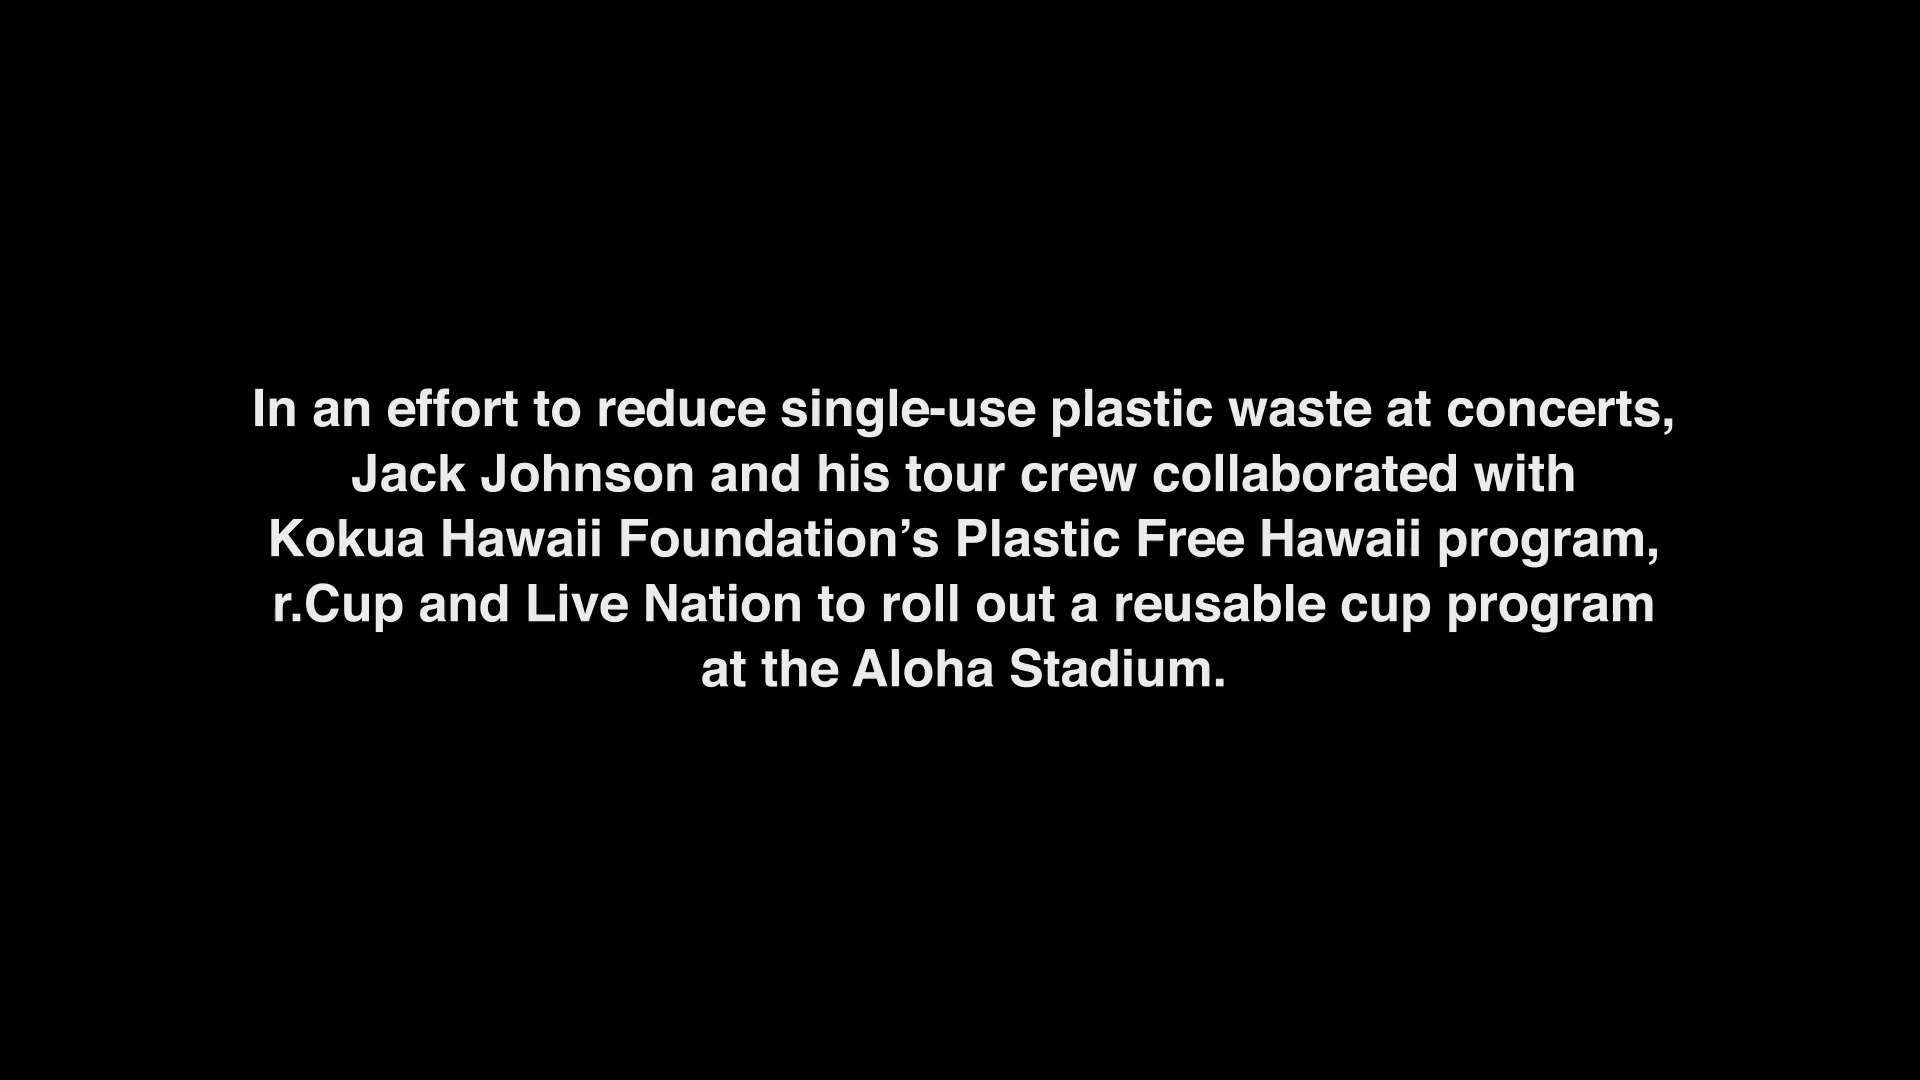 In an effort to reduce single-use plastic waste at concerts,
Jack Johnson and his tour crew collaborated with
Kokua Hawaii Foundation’s Plastic Free Hawaii program,
r.Cup and Live Nation to roll out a reusable cup program
at the Aloha Stadium.